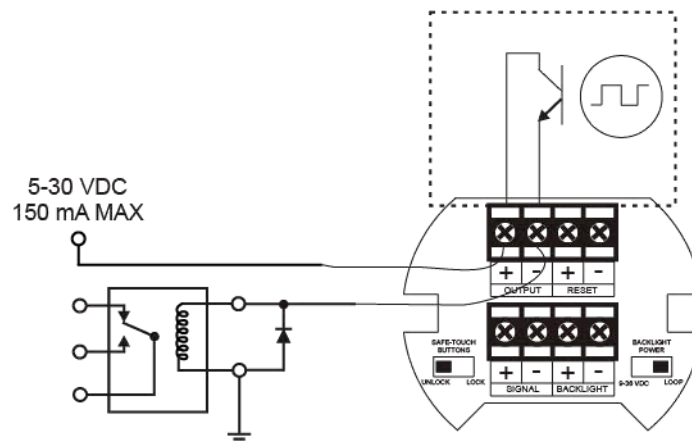 5-30 VDC
150 mA MAX
+ - + -
OUTPUT RESET
SAFE-TOUCH
BUTTONS
BACKLIGHT
POWER
+ - + -
UNLOCK LOCK
SIGNAL BACKLIGHT
9-30 VDC LOOP